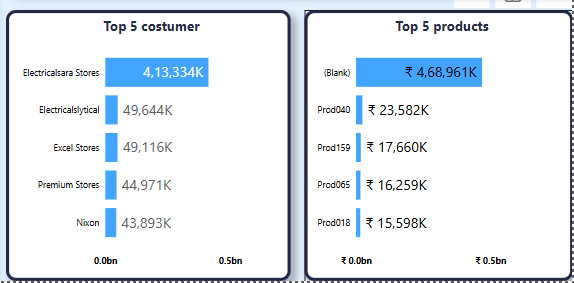 Top 5 costumer
Electricalsara Stores 4,13,334K
Electricalslytical 49,644K
Excel Stores 49,116K
Premium Stores 44,971K
Nixon 43,893K
0.0bn 0.5bn
Top 5 products
(Blank) ₹ 4,68,961K
Prod040 ₹ 23,582K
Prod159 ₹ 17,660K
Prod065 ₹ 16,259K
Prod018 ₹ 15,598K
₹ 0.0bn ₹ 0.5bn